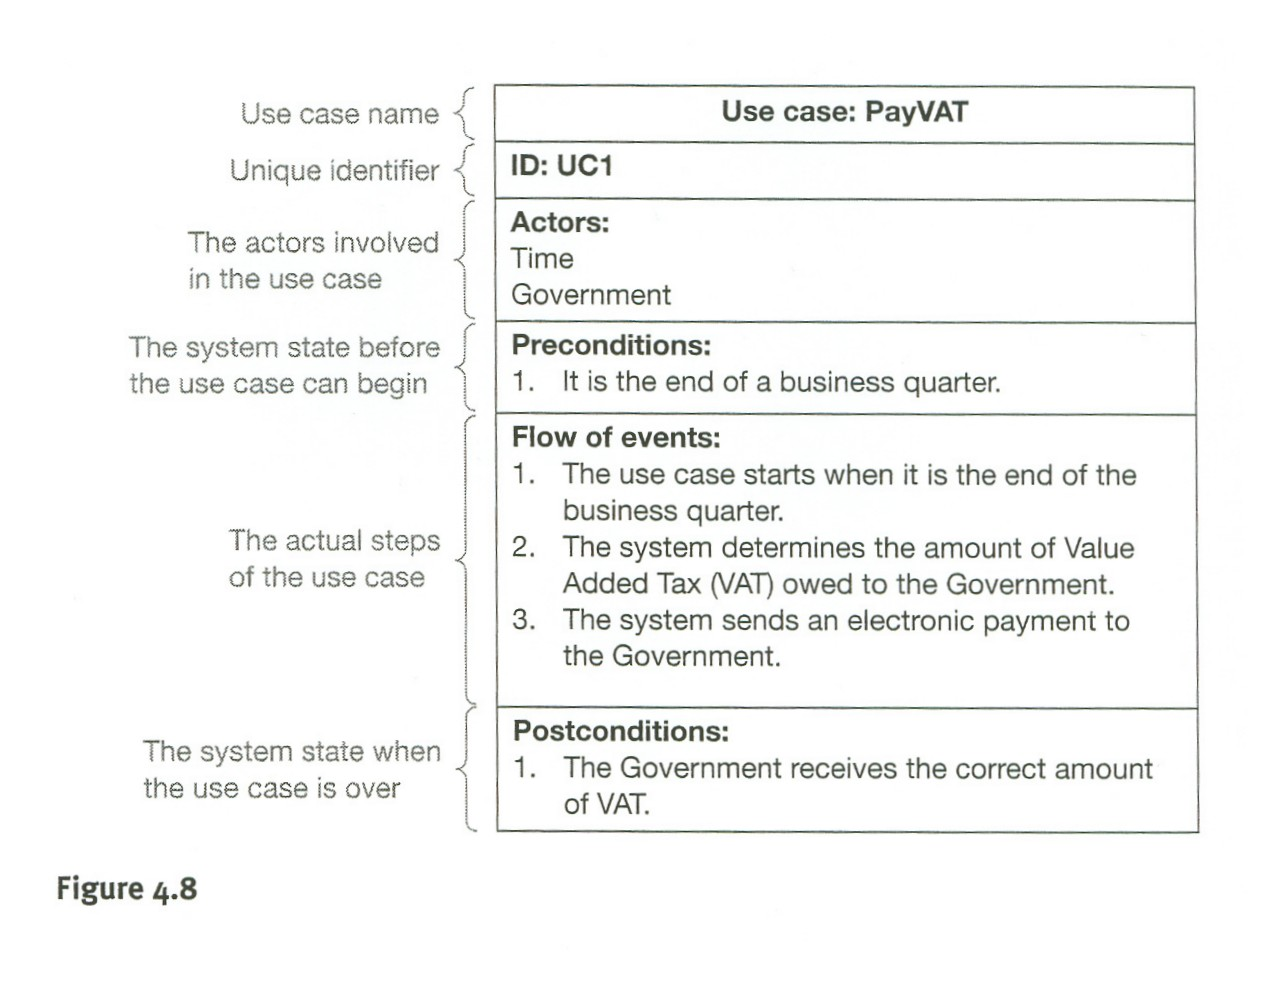 Use case name
Use case: PayVAT
Unique identifier
ID: UC1
The actors involved
in the use case
Actors:
Time
Government
The system state before
the use case can begin
Preconditions:
1. It is the end of a business quarter.
The actual steps
of the use case
Flow of events:
1. The use case starts when it is the end of the
business quarter.
2. The system determines the amount of Value
Added Tax (VAT) owed to the Government.
3. The system sends an electronic payment to
the Government.
The system state when
the use case is over
Postconditions:
1. The Government receives the correct amount
of VAT.
Figure 4.8